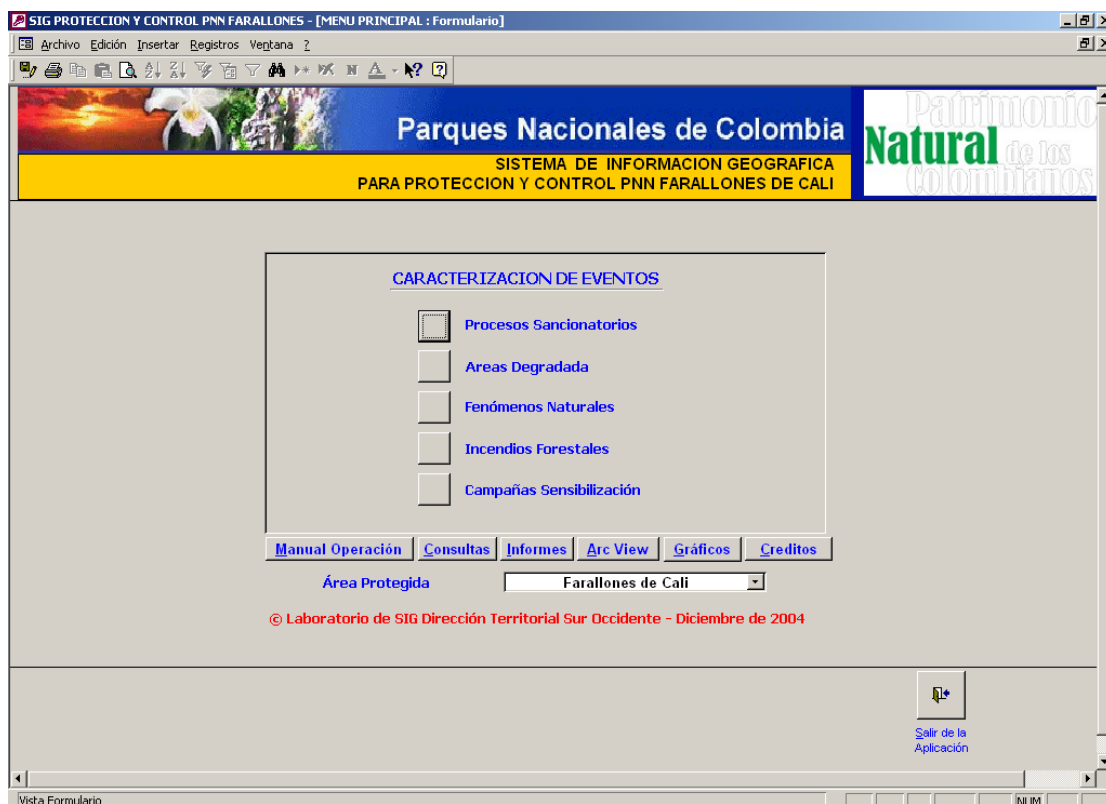 SIG PROTECCION Y CONTROL PNN FARALLONES - [MENU PRINCIPAL : Formulario]
Archivo Edición Insertar Registros Ventana ?
Parques Nacionales de Colombia
SISTEMA DE INFORMACION GEOGRAFICA
PARA PROTECCION Y CONTROL PNN FARALLONES DE CALI
Patrimonio
Natural de los
Colombianos
CARACTERIZACION DE EVENTOS
Procesos Sancionatorios
Areas Degradada
Fenómenos Naturales
Incendios Forestales
Campañas Sensibilización
Manual Operación Consultas Informes Arc View Gráficos Creditos
Área Protegida Farallones de Cali
© Laboratorio de SIG Dirección Territorial Sur Occidente - Diciembre de 2004
Salir de la
Aplicación
Vista Formulario NUM